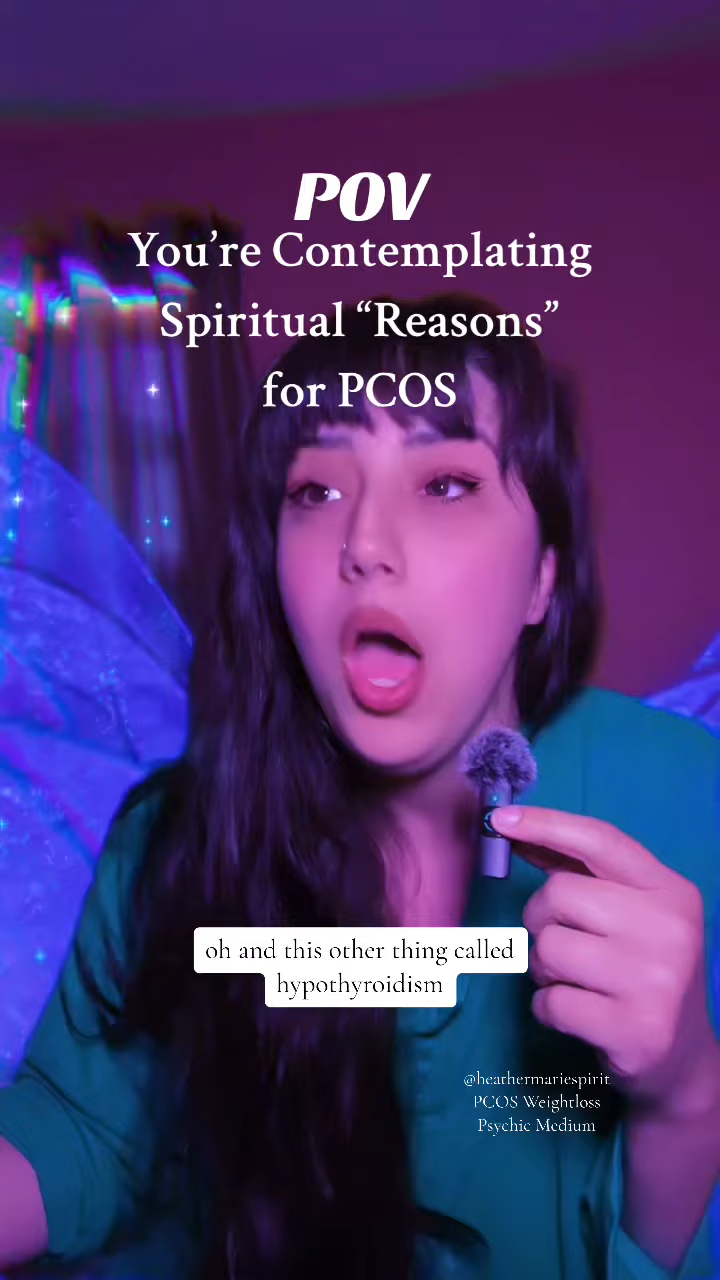 POV
You’re Contemplating
Spiritual “Reasons”
for PCOS
oh and this other thing called
hypothyroidism
@heathermariespirit
PCOS Weightloss
Psychic Medium